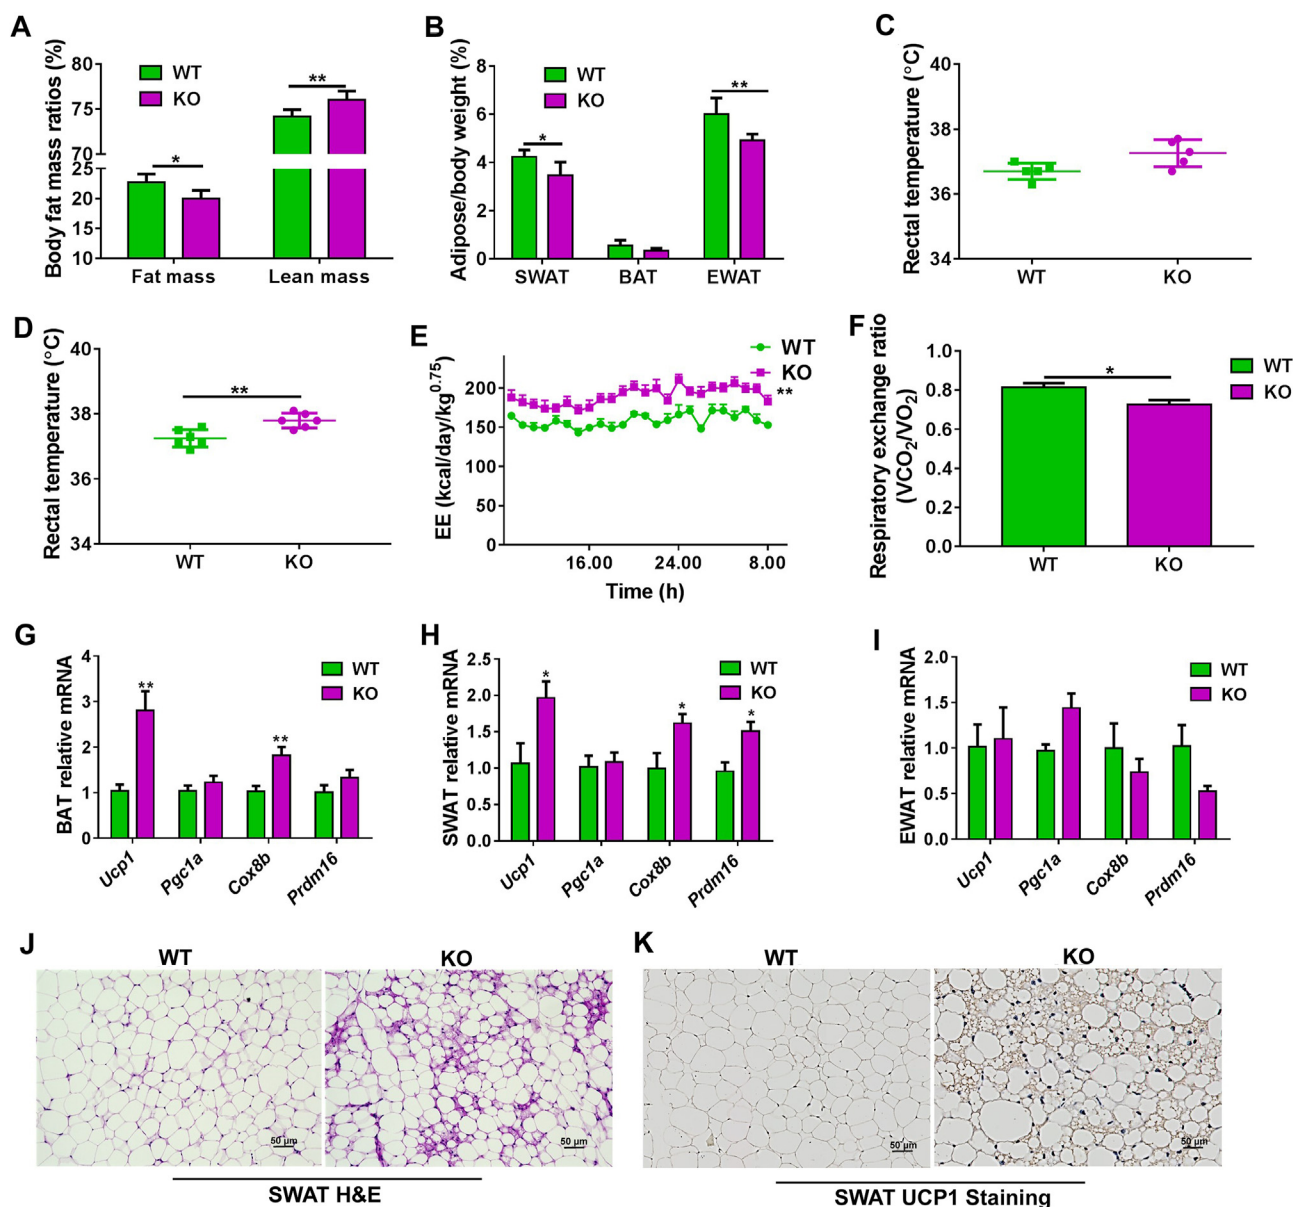 A
Body fat mass ratios (%)
80
75
70
25
20
15
10
WT
KO
*
**
Fat mass
Lean mass
B
Adipose/body weight (%)
8
6
4
2
0
WT
KO
*
**
SWAT
BAT
EWAT
C
Rectal temperature (°C)
40
38
36
34
WT
KO
D
Rectal temperature (°C)
40
38
36
34
**
WT
KO
E
EE (kcal/day/kg0.75)
200
150
100
50
0
WT
KO
**
16.00
24.00
8.00
Time (h)
F
Respiratory exchange ratio
(VCO2/VO2)
1.0
0.8
0.6
0.4
0.2
0.0
*
WT
KO
WT
KO
G
BAT relative mRNA
4
3
2
1
0
WT
KO
**
**
Ucp1
Pgc1a
Cox8b
Prdm16
H
SWAT relative mRNA
2.5
2.0
1.5
1.0
0.5
0.0
WT
KO
*
*
*
Ucp1
Pgc1a
Cox8b
Prdm16
I
EWAT relative mRNA
2.0
1.5
1.0
0.5
0.0
WT
KO
Ucp1
Pgc1a
Cox8b
Prdm16
J
WT
KO
50 µm
50 µm
SWAT H&E
K
WT
KO
50 µm
50 µm
SWAT UCP1 Staining